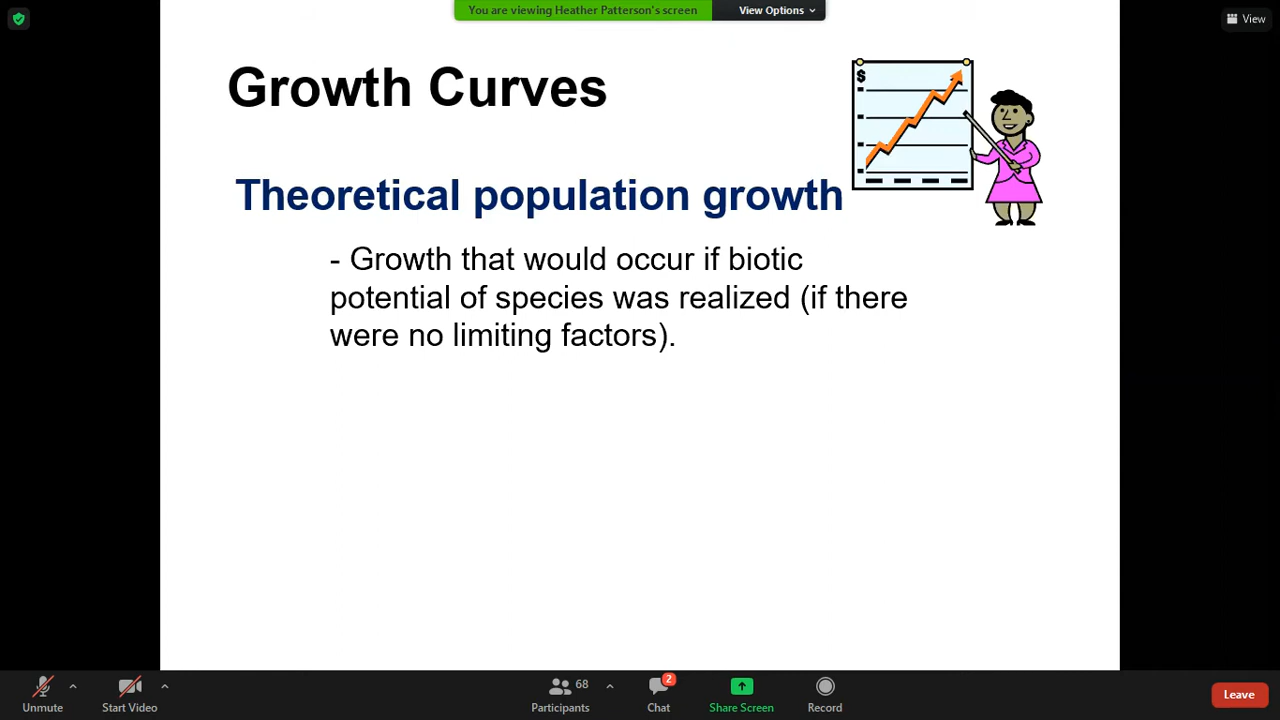 You are viewing Heather Patterson's screen
View Options
View
Growth Curves
$
Theoretical population growth
- Growth that would occur if biotic
potential of species was realized (if there
were no limiting factors).
Unmute
Start Video
68
Participants
2
Chat
Share Screen
Record
Leave